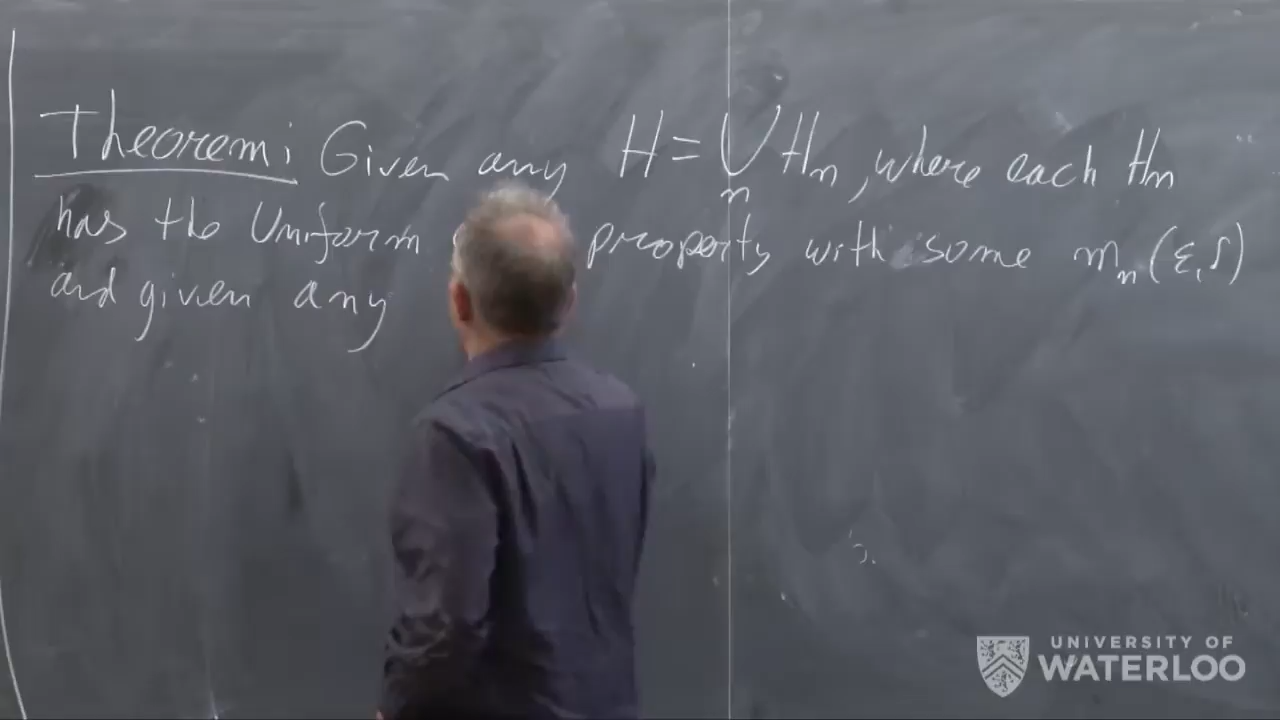 Theorem: Given any H = ⋃ₙ Hₙ, where each Hₙ
has the Uniform property with some mₙ(ε,δ)
and given any
UNIVERSITY OF
WATERLOO